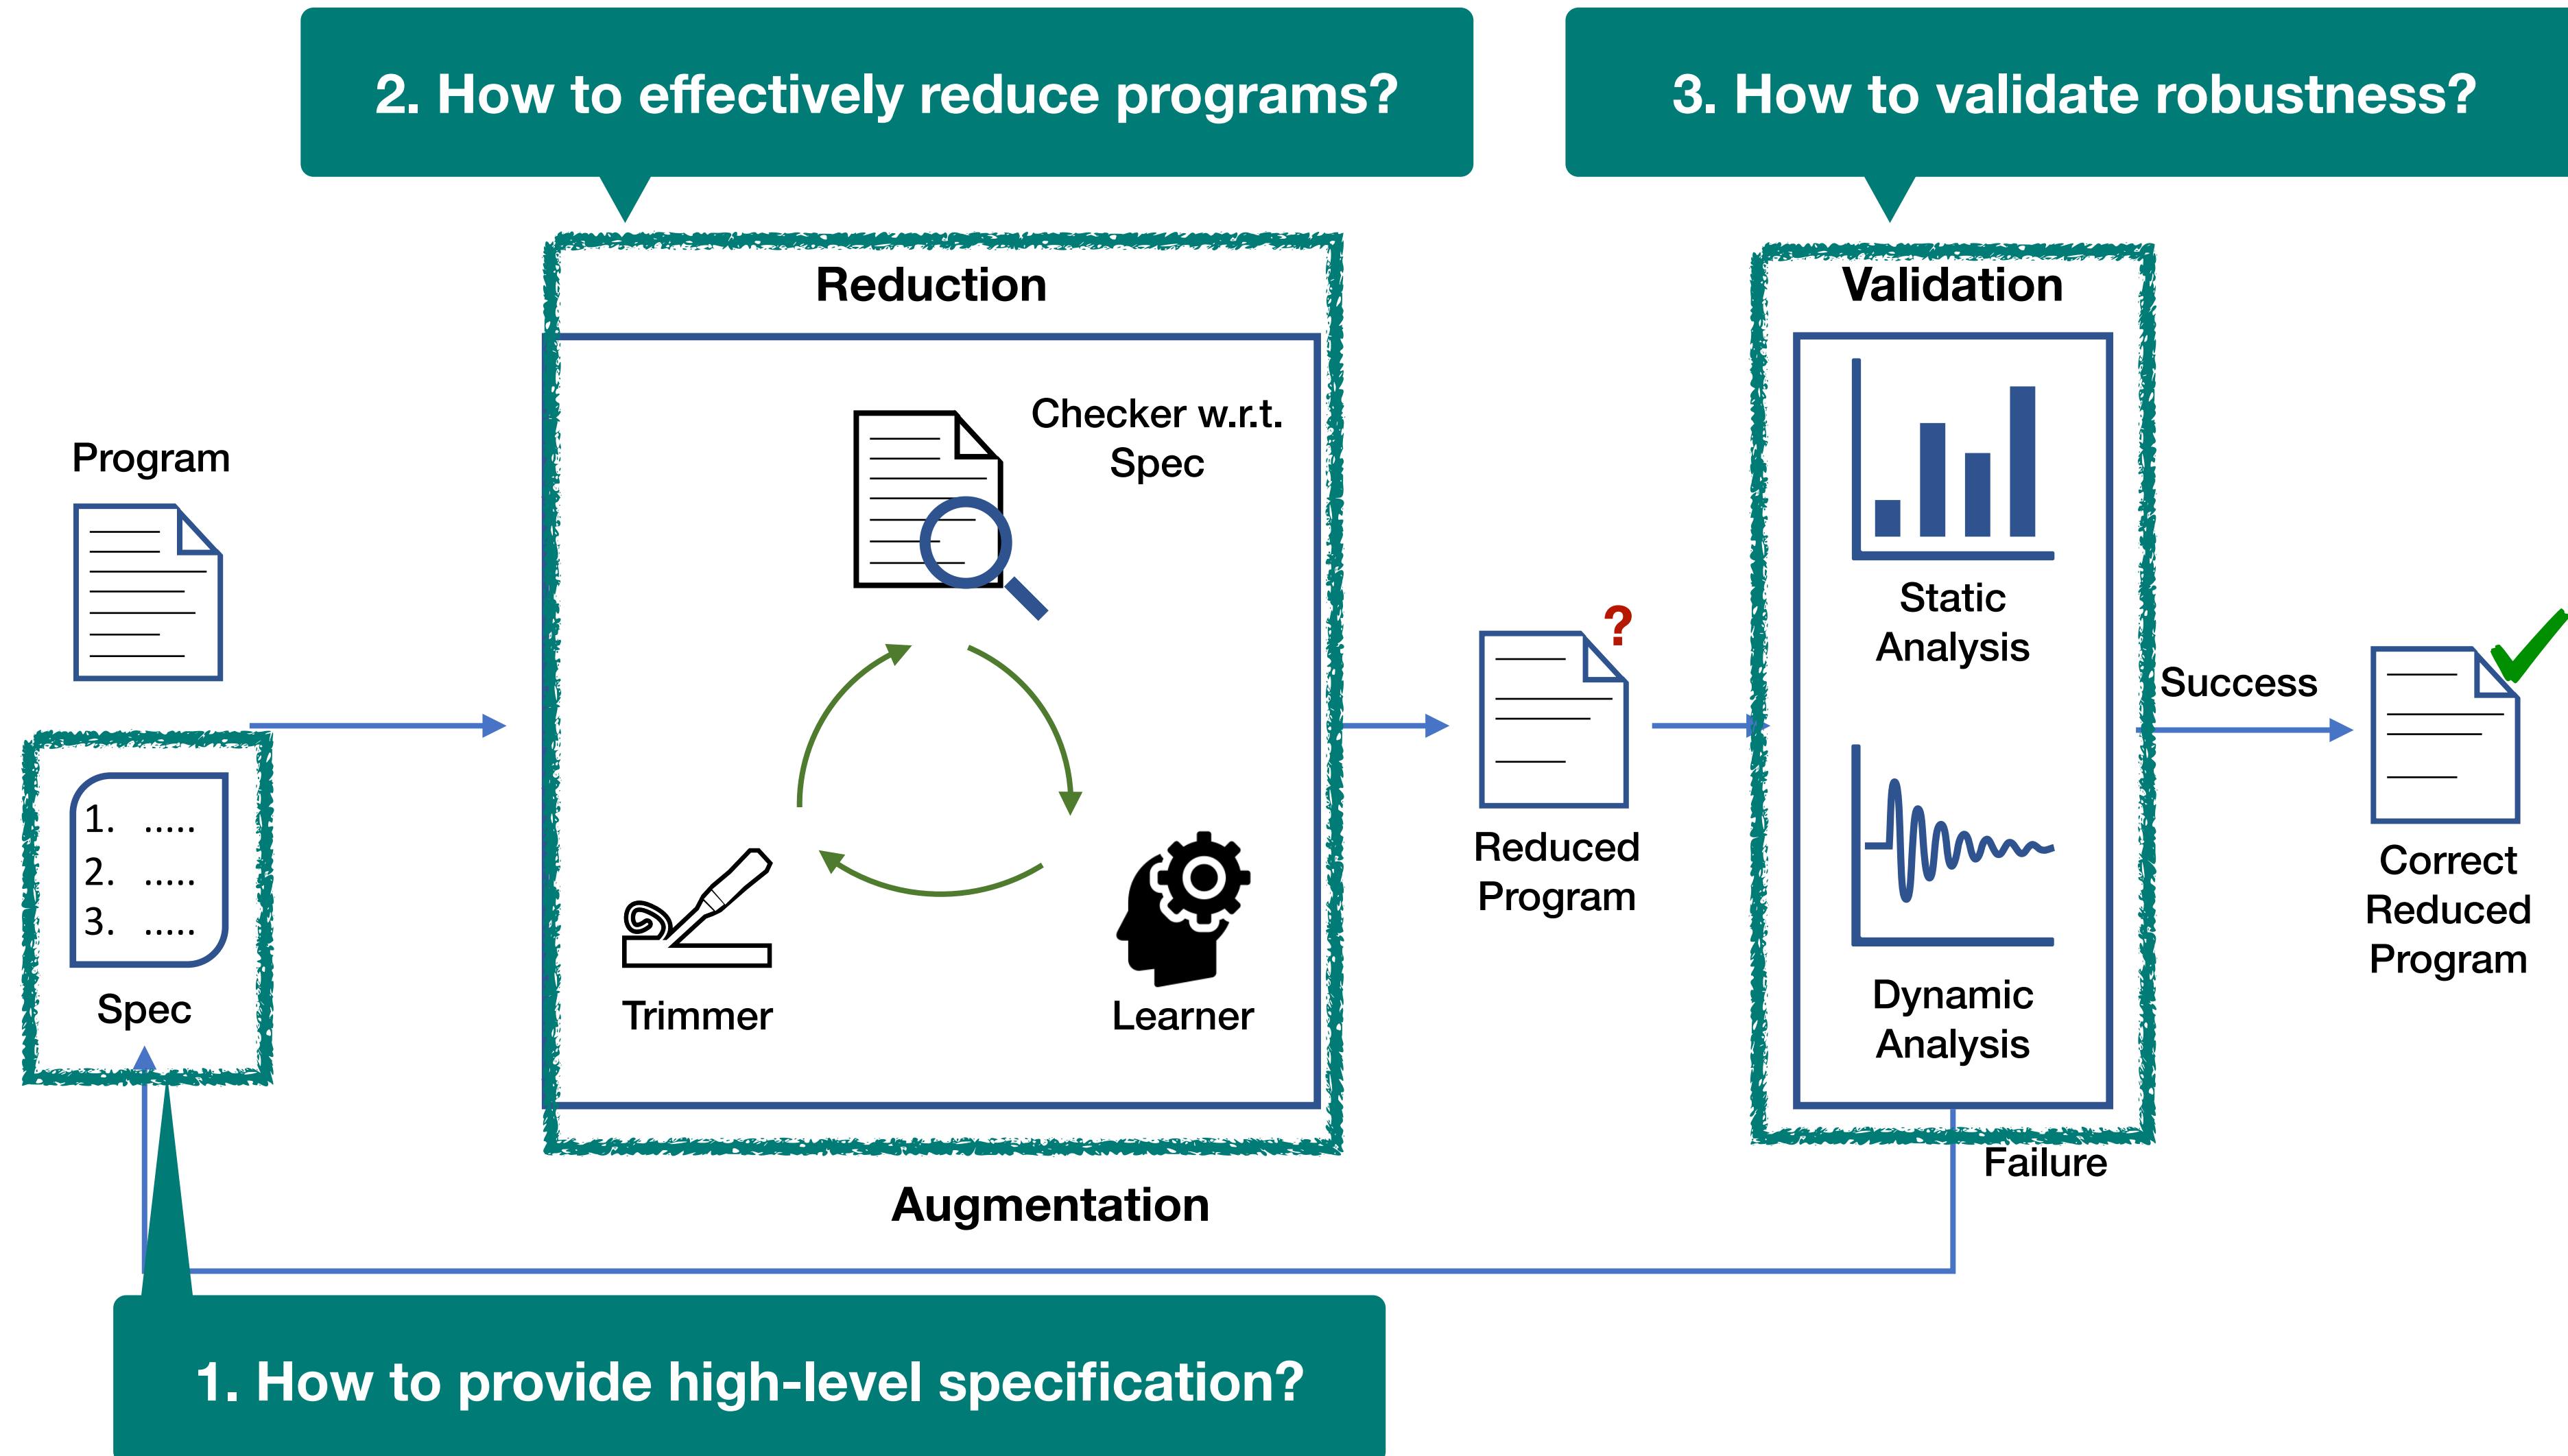 2. How to effectively reduce programs?
3. How to validate robustness?
Reduction
Validation
Checker w.r.t.
Spec
Program
Static
Analysis
?
Success
1. .....
2. .....
3. .....
Spec
Reduced
Program
Correct
Reduced
Program
Trimmer
Learner
Dynamic
Analysis
Failure
Augmentation
1. How to provide high-level specification?